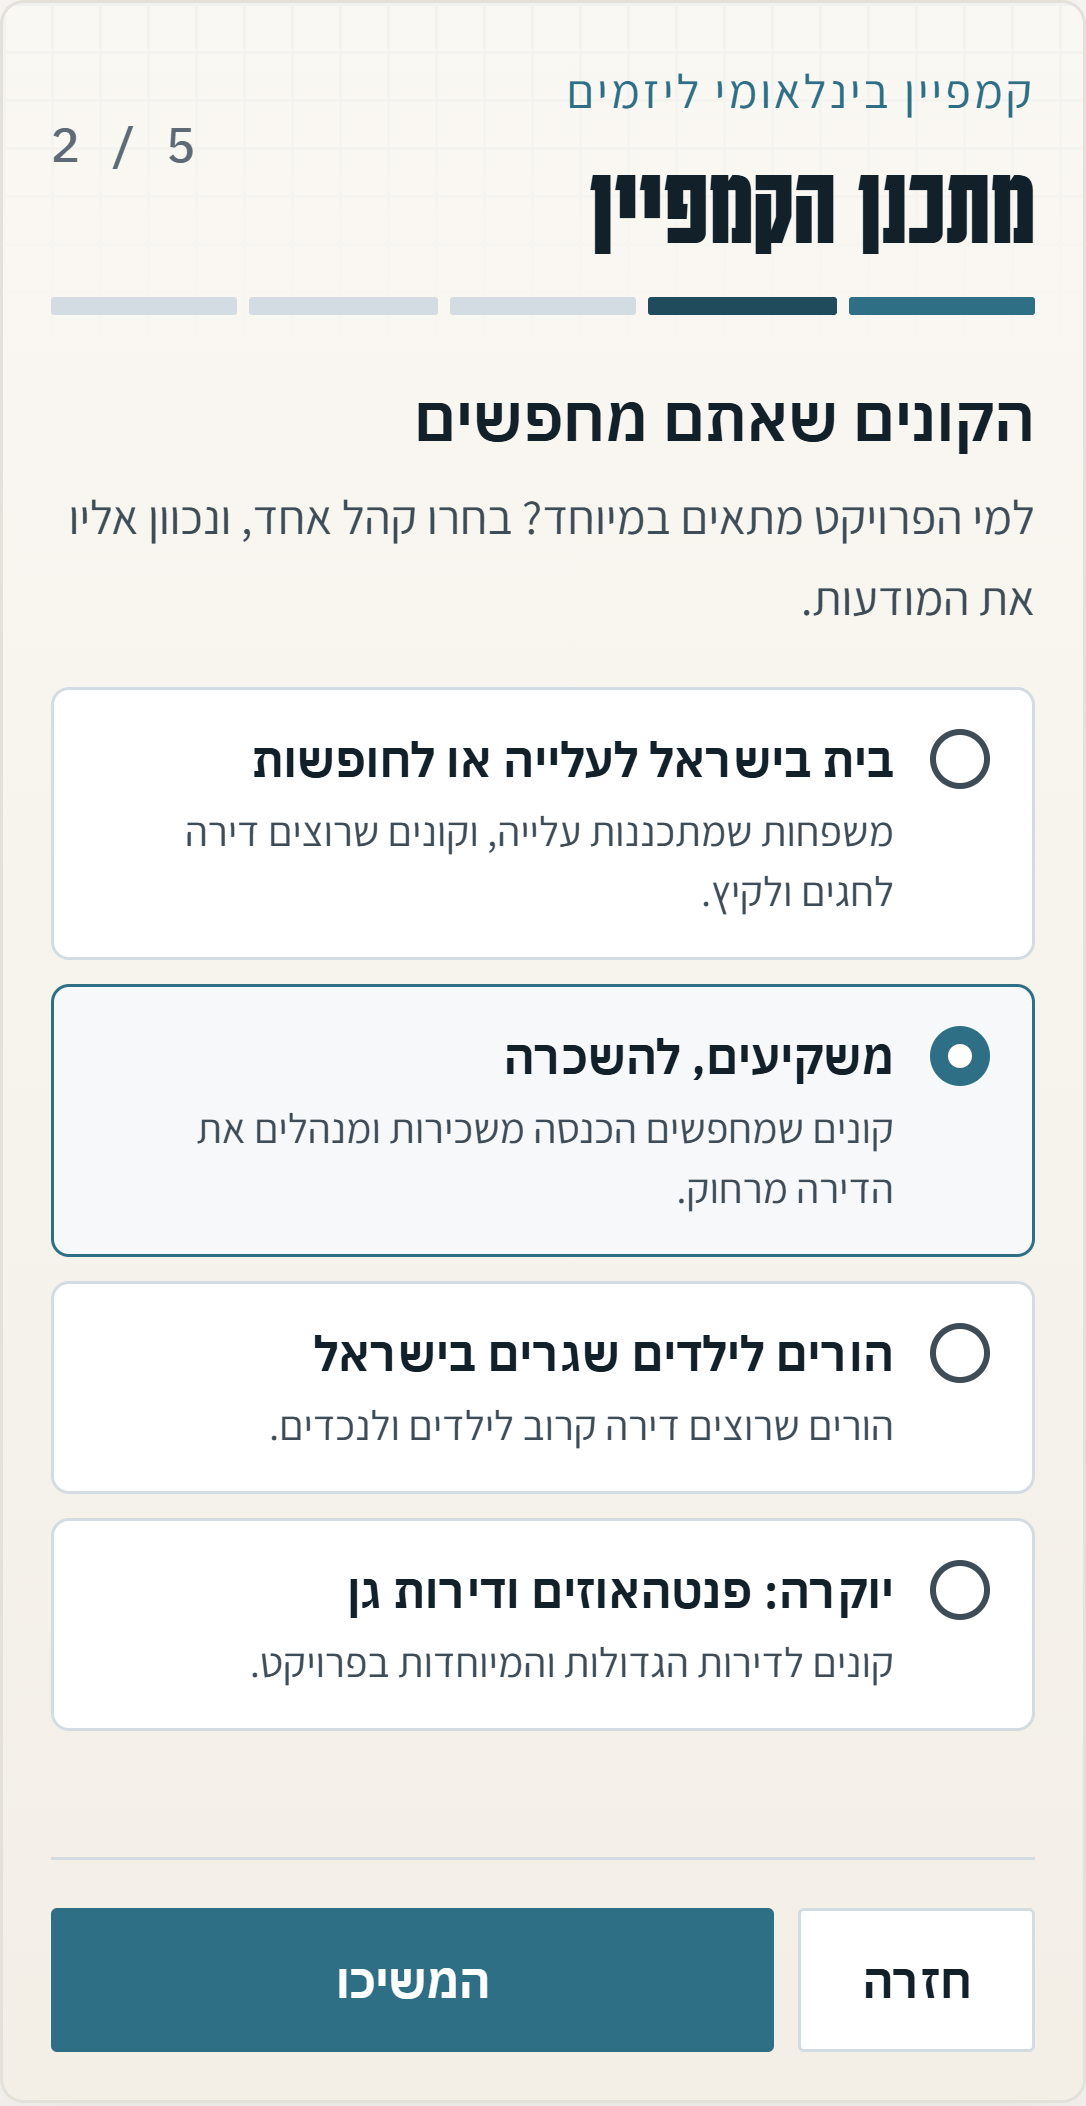 קמפיין בינלאומי ליזמים
מתכנן הקמפיין
2 / 5
הקונים שאתם מחפשים
למי הפרויקט מתאים במיוחד? בחרו קהל אחד, ונכוון אליו
את המודעות.
בית בישראל לעלייה או לחופשות
משפחות שמתכננות עלייה, וקונים שרוצים דירה
לחגים ולקיץ.
משקיעים, להשכרה
קונים שמחפשים הכנסה משכירות ומנהלים את
הדירה מרחוק.
הורים לילדים שגרים בישראל
הורים שרוצים דירה קרוב לילדים ולנכדים.
יוקרה: פנטהאוזים ודירות גן
קונים לדירות הגדולות והמיוחדות בפרויקט.
חזרה
המשיכו